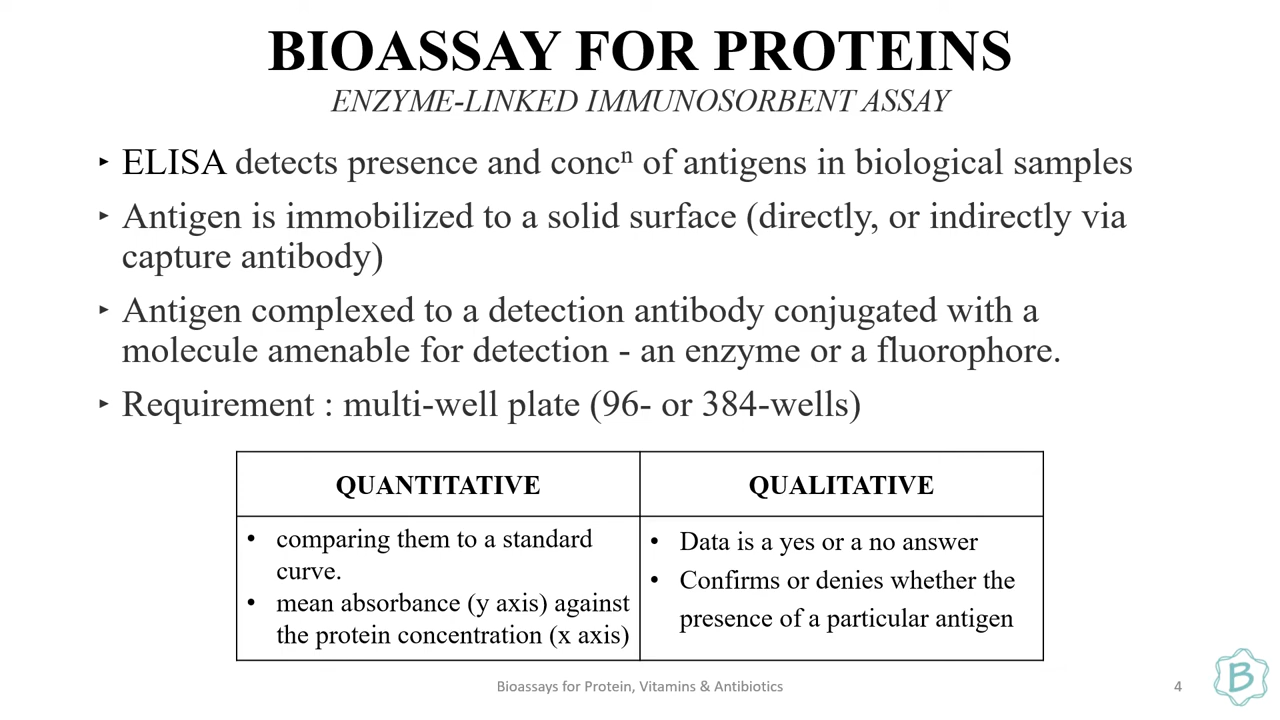 BIOASSAY FOR PROTEINS
ENZYME-LINKED IMMUNOSORBENT ASSAY
‣ ELISA detects presence and concⁿ of antigens in biological samples
‣ Antigen is immobilized to a solid surface (directly, or indirectly via
capture antibody)
‣ Antigen complexed to a detection antibody conjugated with a
molecule amenable for detection - an enzyme or a fluorophore.
‣ Requirement : multi-well plate (96- or 384-wells)
QUANTITATIVE
• comparing them to a standard
curve.
• mean absorbance (y axis) against
the protein concentration (x axis)
QUALITATIVE
• Data is a yes or a no answer
• Confirms or denies whether the
presence of a particular antigen
Bioassays for Protein, Vitamins & Antibiotics
4
B